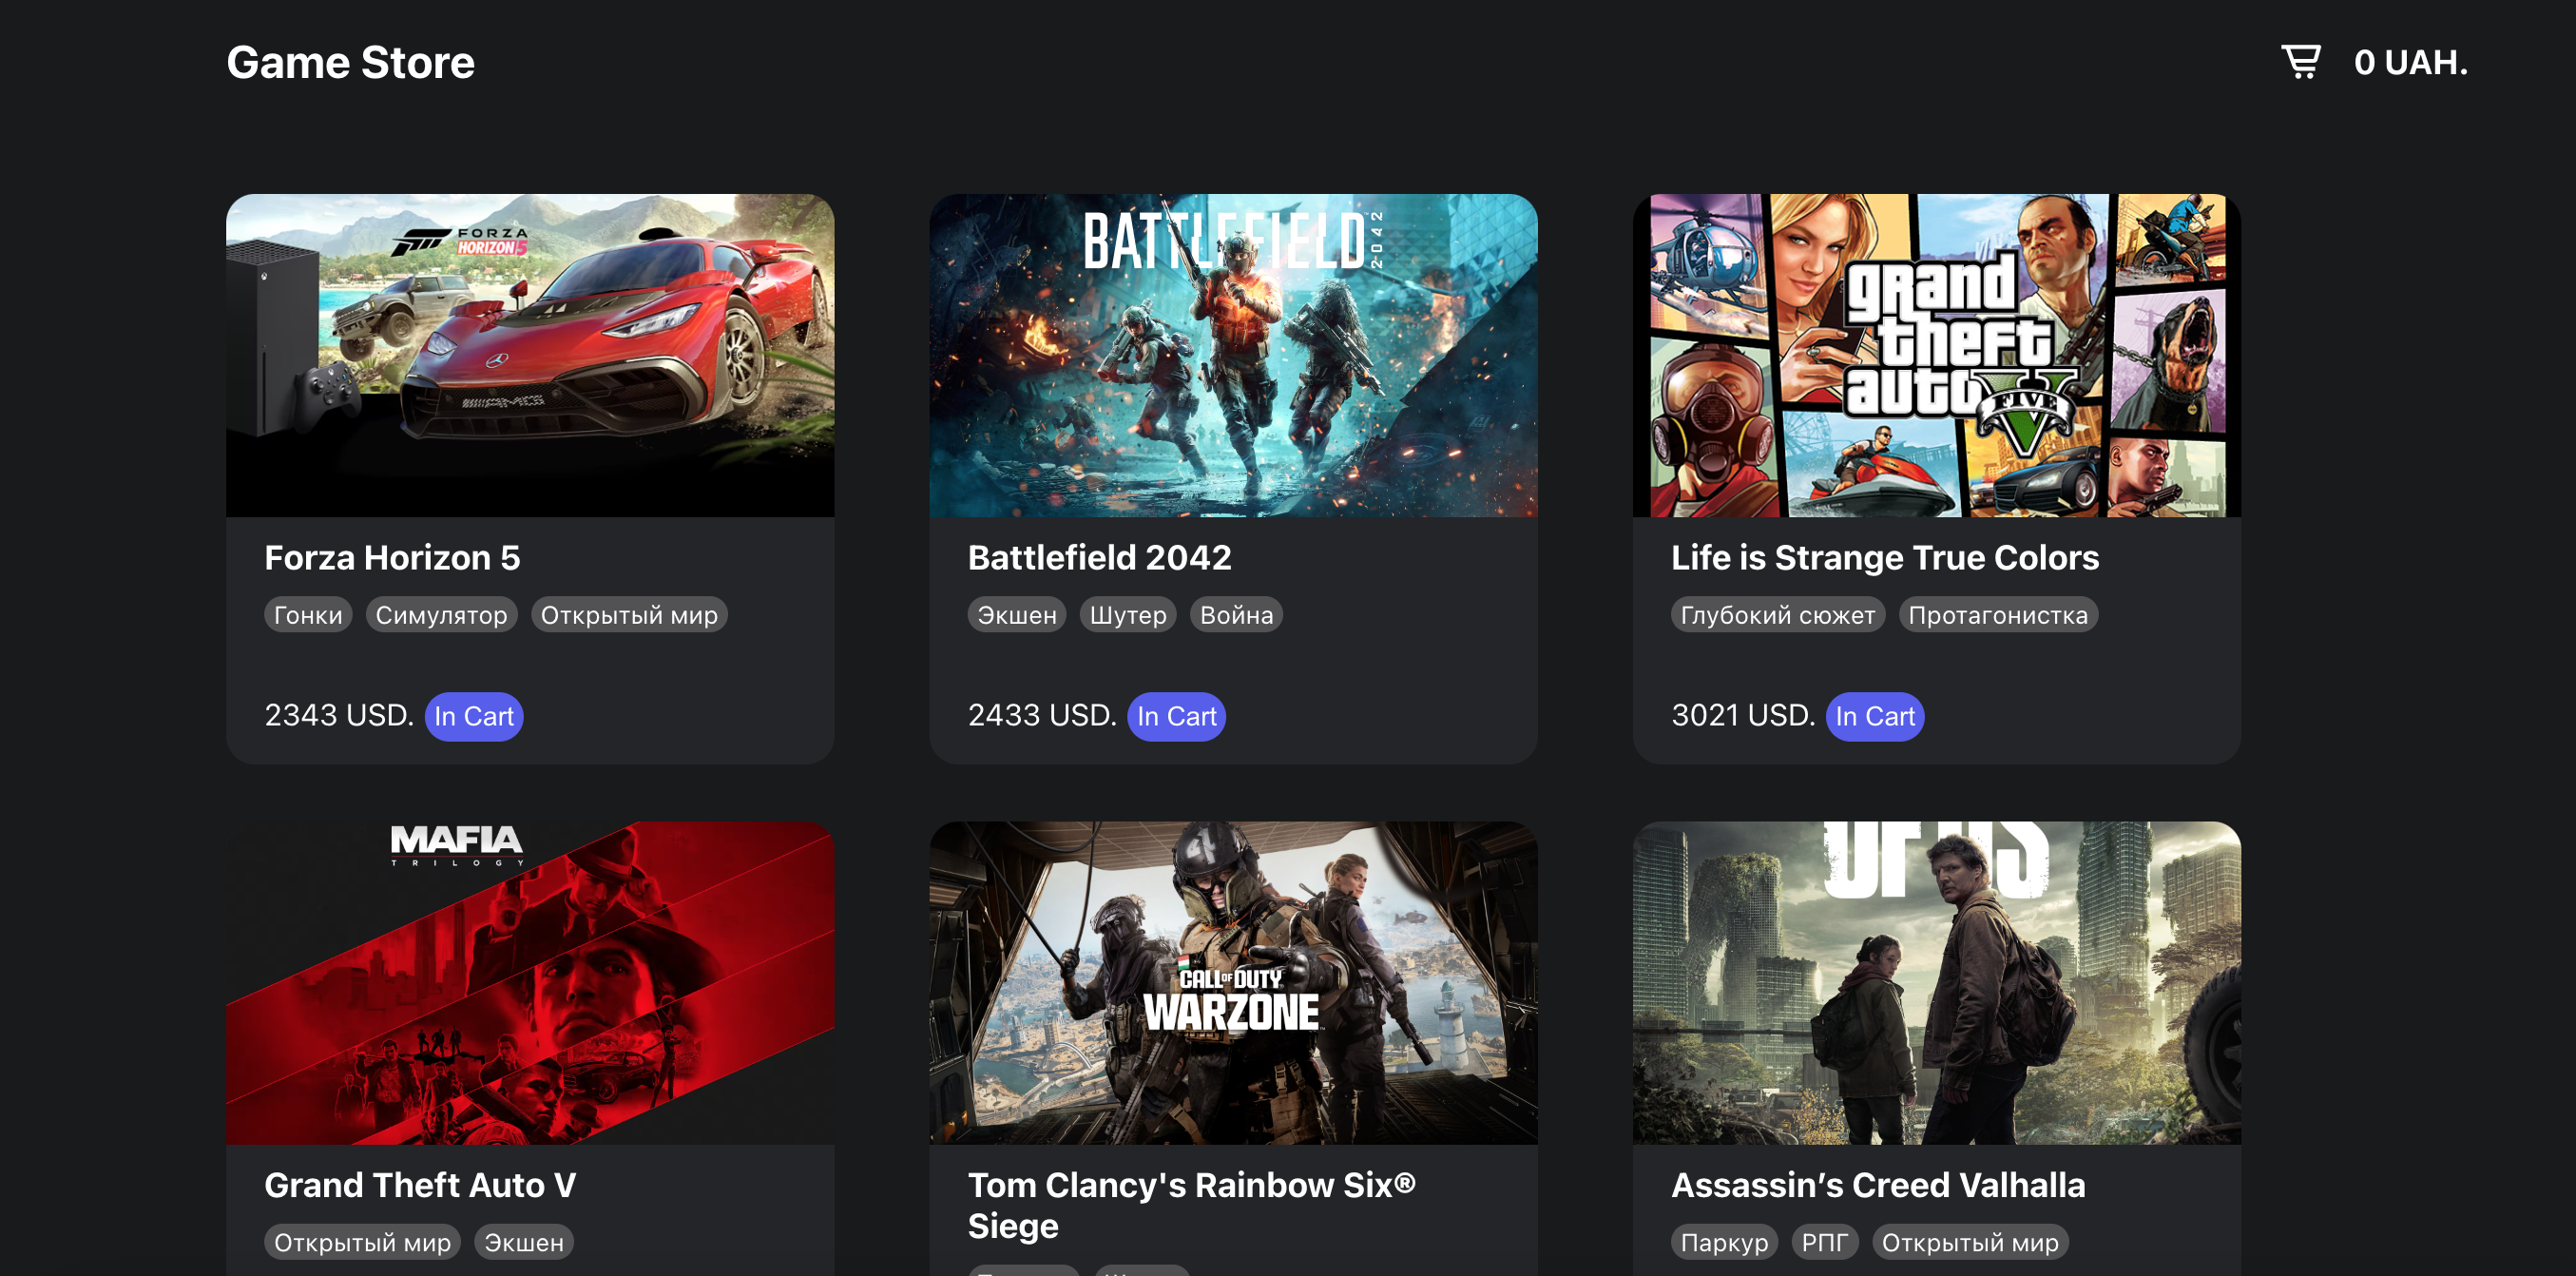 Game Store
0 UAH.
FORZA
HORIZON 5
BATTLEFIELD 2042
grand
theft
auto V
FIVE
Forza Horizon 5
Гонки Симулятор Открытый мир
2343 USD. In Cart
Battlefield 2042
Экшен Шутер Война
2433 USD. In Cart
Life is Strange True Colors
Глубокий сюжет Протагонистка
3021 USD. In Cart
MAFIA
TRILOGY
CALL OF DUTY
WARZONE
OF US
Grand Theft Auto V
Открытый мир Экшен
Tom Clancy's Rainbow Six®
Siege
Assassin’s Creed Valhalla
Паркур РПГ Открытый мир